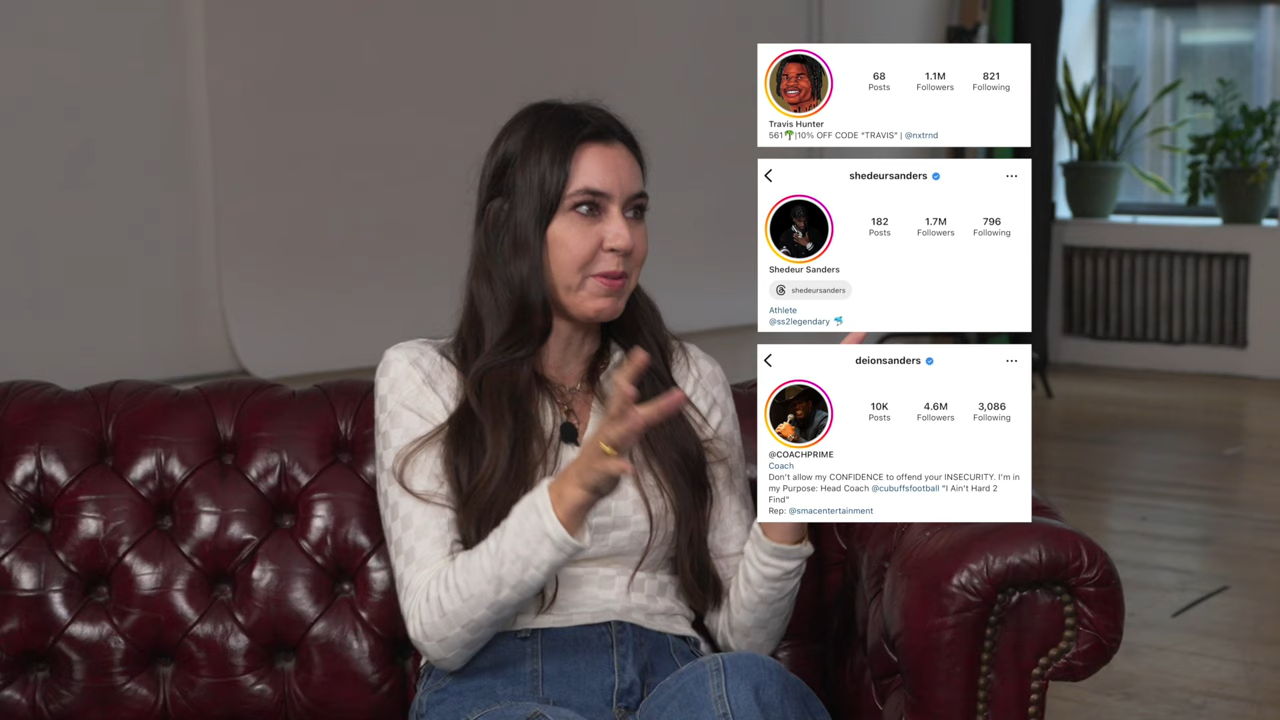 68 1.1M 821
Posts Followers Following
Travis Hunter
561🌴|10% OFF CODE "TRAVIS" | @nxtrnd
shedeursanders
182 1.7M 796
Posts Followers Following
Shedeur Sanders
shedeursanders
Athlete
@ss2legendary 🦈
deionsanders
10K 4.6M 3,086
Posts Followers Following
@COACHPRIME
Coach
Don't allow my CONFIDENCE to offend your INSECURITY. I'm in
my Purpose: Head Coach @cubuffsfootball "I Ain't Hard 2
Find"
Rep: @smacentertainment